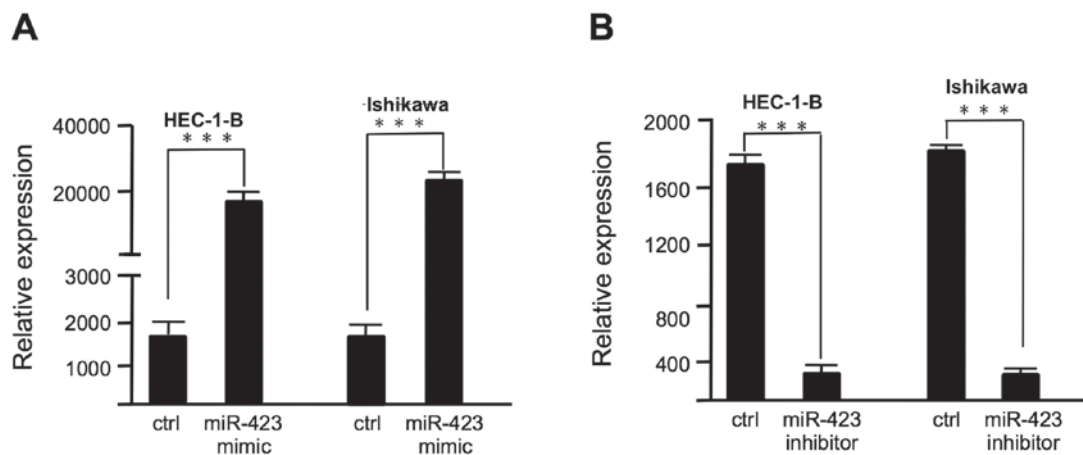 A
Relative expression
40000
20000
3000
2000
1000
HEC-1-B
***
Ishikawa
***
ctrl
miR-423
mimic
ctrl
miR-423
mimic
B
Relative expression
2000
1600
1200
800
400
HEC-1-B
***
Ishikawa
***
ctrl
miR-423
inhibitor
ctrl
miR-423
inhibitor